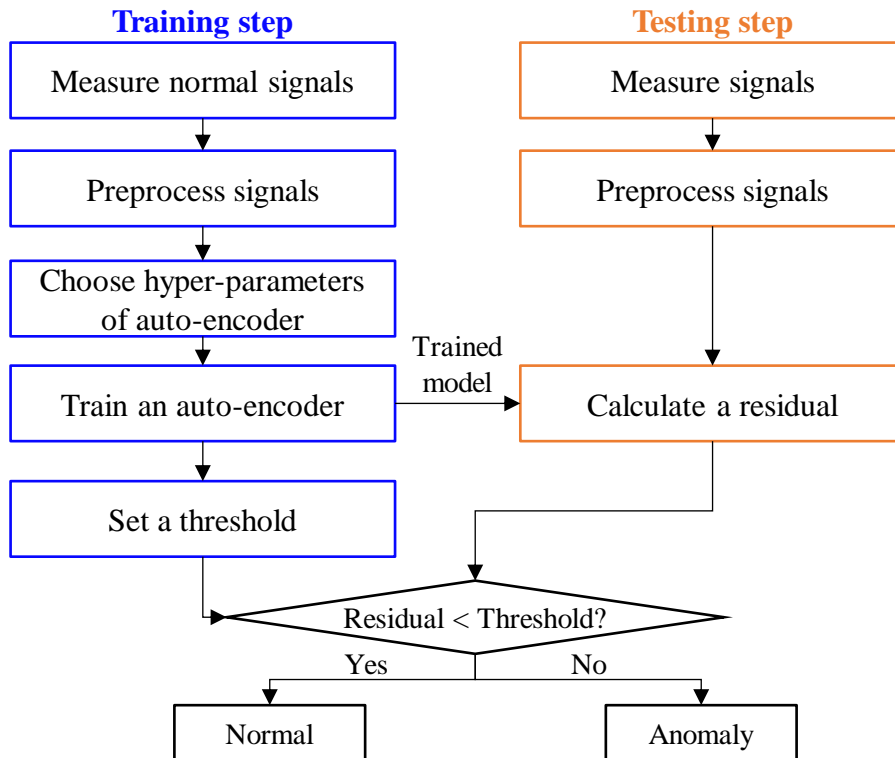 Training step
Measure normal signals
Preprocess signals
Choose hyper-parameters
of auto-encoder
Train an auto-encoder
Set a threshold
Trained
model
Testing step
Measure signals
Preprocess signals
Calculate a residual
Residual < Threshold?
Yes
No
Normal
Anomaly